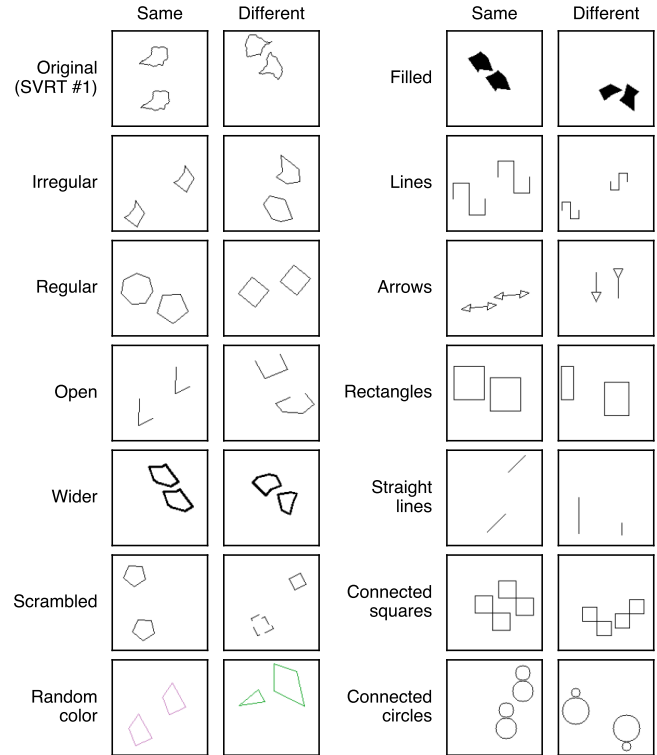 Same Different Same Different
Original
(SVRT #1)
Filled
Irregular
Lines
Regular
Arrows
Open
Rectangles
Wider
Straight
lines
Scrambled
Connected
squares
Random
color
Connected
circles